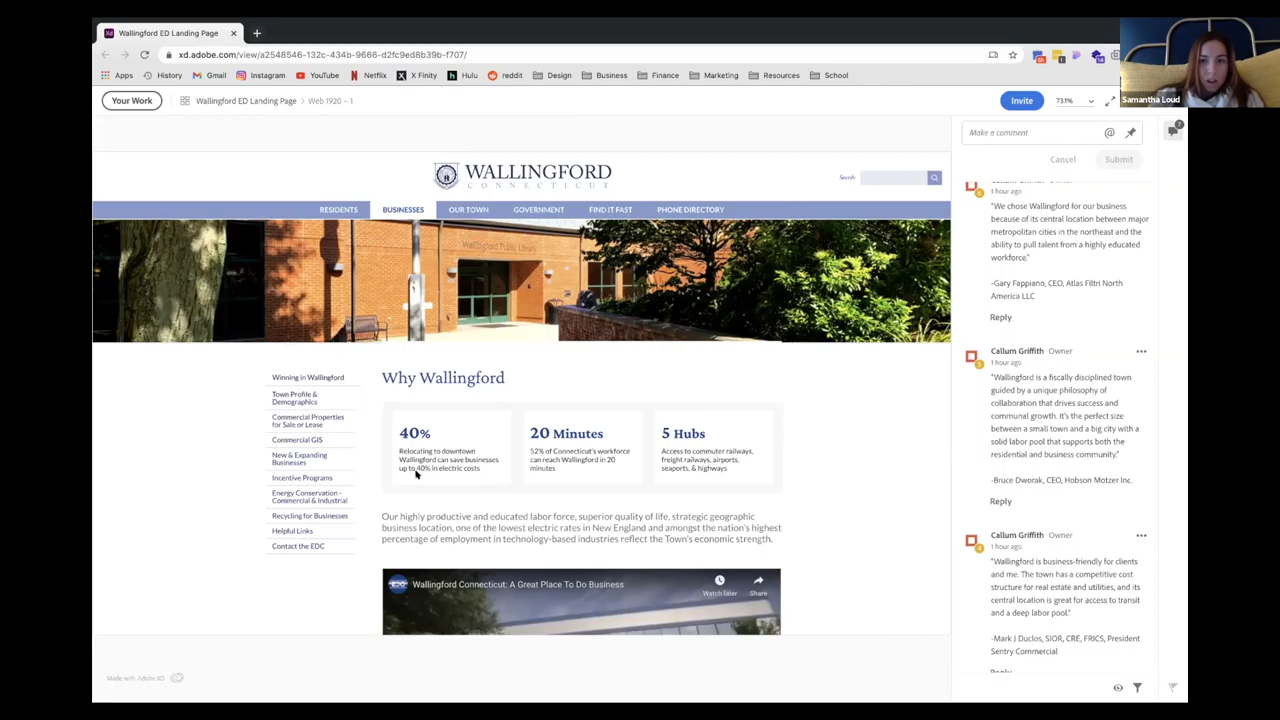 Wallingford ED Landing Page
xd.adobe.com/view/a2548546-132c-434b-9666-d2fc9ed8b39b-f707/
Apps History Gmail Instagram YouTube Netflix X Finity Hulu reddit Design Business Finance Marketing Resources School
Samantha Loud
Your Work Wallingford ED Landing Page > Web 1920 – 1 Invite 73.1%
WALLINGFORD
CONNECTICUT
Search:
RESIDENTS BUSINESSES OUR TOWN GOVERNMENT FIND IT FAST PHONE DIRECTORY
Wallingford Public Library
Winning in Wallingford
Town Profile &
Demographics
Commercial Properties
for Sale or Lease
Commercial GIS
New & Expanding
Businesses
Incentive Programs
Energy Conservation -
Commercial & Industrial
Recycling for Businesses
Helpful Links
Contact the EDC
Why Wallingford
40%
Relocating to downtown
Wallingford can save businesses
up to 40% in electric costs
20 Minutes
52% of Connecticut's workforce
can reach Wallingford in 20
minutes
5 Hubs
Access to commuter railways,
freight railways, airports,
seaports, & highways
Our highly productive and educated labor force, superior quality of life, strategic geographic
business location, one of the lowest electric rates in New England and amongst the nation's highest
percentage of employment in technology-based industries reflect the Town's economic strength.
EDC
Wallingford Connecticut: A Great Place To Do Business
Watch later Share
Made with Adobe XD
Make a comment @
Cancel Submit
7
1 hour ago
"We chose Wallingford for our business
because of its central location between major
metropolitan cities in the northeast and the
ability to pull talent from a highly educated
workforce."
-Gary Fappiano, CEO, Atlas Filtri North
America LLC
Reply
Callum Griffith Owner
1 hour ago
"Wallingford is a fiscally disciplined town
guided by a unique philosophy of
collaboration that drives success and
communal growth. It's the perfect size
between a small town and a big city with a
solid labor pool that supports both the
residential and business community."
-Bruce Dworak, CEO, Hobson Motzer Inc.
Reply
Callum Griffith Owner
1 hour ago
"Wallingford is business-friendly for clients
and me. The town has a competitive cost
structure for real estate and utilities, and its
central location is great for access to transit
and a deep labor pool."
-Mark J Duclos, SIOR, CRE, FRICS, President
Sentry Commercial
Reply